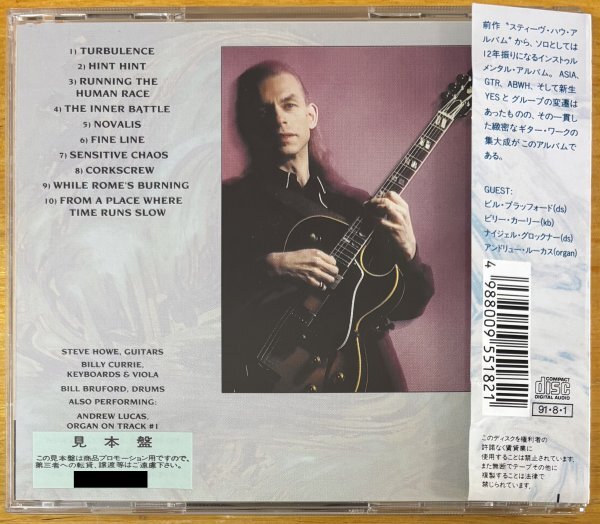 1) TURBULENCE
2) HINT HINT
3) RUNNING THE
HUMAN RACE
4) THE INNER BATTLE
5) NOVALIS
6) FINE LINE
7) SENSITIVE CHAOS
8) CORKSCREW
9) WHILE ROME'S BURNING
10) FROM A PLACE WHERE
TIME RUNS SLOW
STEVE HOWE, GUITARS
BILLY CURRIE,
KEYBOARDS & VIOLA
BILL BRUFORD, DRUMS
ALSO PERFORMING:
ANDREW LUCAS,
ORGAN ON TRACK #1
見本盤
この見本盤は商品プロモーション用ですので、
第三者への転貸、譲渡等はご遠慮下さい。
前作 "スティーヴ・ハウ・ア
ルバム" から、ソロとしては
12年振りになるインストゥル
メンタル・アルバム。ASIA,
GTR, ABWH、そして新生
YESとグループの変遷は
あったものの、その一貫し
た緻密なギター・ワークの
集大成がこのアルバムで
ある。
GUEST:
ビル・ブラッフォード(ds)
ビリー・カーリー(kb)
ナイジェル・グロックナー(ds)
アンドリュー・ルーカス(organ)
4 988009 551821
COMPACT
disc
DIGITAL AUDIO
91・8・1
このディスクを権利者の
許諾なく賃貸業に
使用することは禁止されています。
また無断でテープその他に
複製することは法律で
禁じられています。